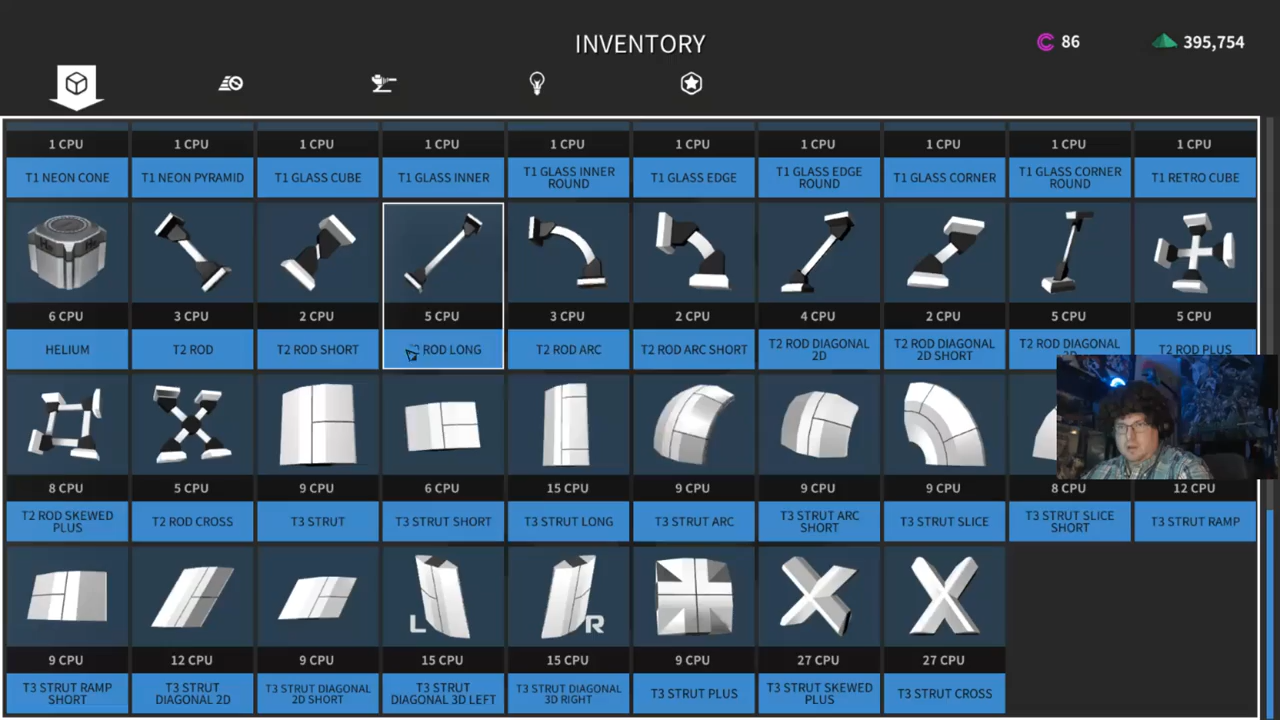 INVENTORY
86
395,754
1 CPU 1 CPU 1 CPU 1 CPU 1 CPU 1 CPU 1 CPU 1 CPU 1 CPU 1 CPU
T1 NEON CONE
T1 NEON PYRAMID
T1 GLASS CUBE
T1 GLASS INNER
T1 GLASS INNER
ROUND
T1 GLASS EDGE
T1 GLASS EDGE
ROUND
T1 GLASS CORNER
T1 GLASS CORNER
ROUND
T1 RETRO CUBE
6 CPU 3 CPU 2 CPU 5 CPU 3 CPU 2 CPU 4 CPU 2 CPU 5 CPU 5 CPU
HELIUM
T2 ROD
T2 ROD SHORT
ROD LONG
T2 ROD ARC
T2 ROD ARC SHORT
T2 ROD DIAGONAL
2D
T2 ROD DIAGONAL
2D SHORT
T2 ROD DIAGONAL
T2 ROD PLUS
8 CPU 5 CPU 9 CPU 6 CPU 15 CPU 9 CPU 9 CPU 9 CPU 8 CPU 12 CPU
T2 ROD SKEWED
PLUS
T2 ROD CROSS
T3 STRUT
T3 STRUT SHORT
T3 STRUT LONG
T3 STRUT ARC
T3 STRUT ARC
SHORT
T3 STRUT SLICE
T3 STRUT SLICE
SHORT
T3 STRUT RAMP
L
R
9 CPU 12 CPU 9 CPU 15 CPU 15 CPU 9 CPU 27 CPU 27 CPU
T3 STRUT RAMP
SHORT
T3 STRUT
DIAGONAL 2D
T3 STRUT DIAGONAL
2D SHORT
T3 STRUT
DIAGONAL 3D LEFT
T3 STRUT DIAGONAL
3D RIGHT
T3 STRUT PLUS
T3 STRUT SKEWED
PLUS
T3 STRUT CROSS